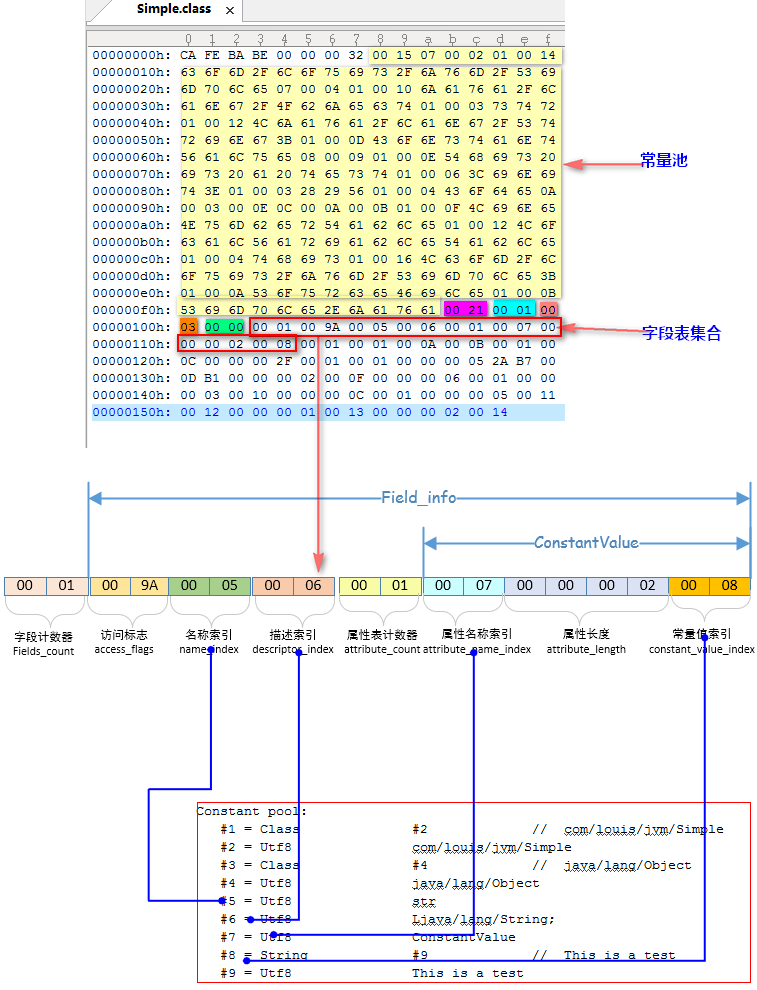 Simple.class ×
0 1 2 3 4 5 6 7 8 9 a b c d e f
00000000h: CA FE BA BE 00 00 00 32 00 15 07 00 02 01 00 14
00000010h: 63 6F 6D 2F 6C 6F 75 69 73 2F 6A 76 6D 2F 53 69
00000020h: 6D 70 6C 65 07 00 04 01 00 10 6A 61 76 61 2F 6C
00000030h: 61 6E 67 2F 4F 62 6A 65 63 74 01 00 03 73 74 72
00000040h: 01 00 12 4C 6A 61 76 61 2F 6C 61 6E 67 2F 53 74
00000050h: 72 69 6E 67 3B 01 00 0D 43 6F 6E 73 74 61 6E 74
00000060h: 56 61 6C 75 65 08 00 09 01 00 0E 54 68 69 73 20
00000070h: 69 73 20 61 20 74 65 73 74 01 00 06 3C 69 6E 69
00000080h: 74 3E 01 00 03 28 29 56 01 00 04 43 6F 64 65 0A
00000090h: 00 03 00 0E 0C 00 0A 00 0B 01 00 0F 4C 69 6E 65
000000a0h: 4E 75 6D 62 65 72 54 61 62 6C 65 01 00 12 4C 6F
000000b0h: 63 61 6C 56 61 72 69 61 62 6C 65 54 61 62 6C 65
000000c0h: 01 00 04 74 68 69 73 01 00 16 4C 63 6F 6D 2F 6C
000000d0h: 6F 75 69 73 2F 6A 76 6D 2F 53 69 6D 70 6C 65 3B
000000e0h: 01 00 0A 53 6F 75 72 63 65 46 69 6C 65 01 00 0B
000000f0h: 53 69 6D 70 6C 65 2E 6A 61 76 61 00 21 00 01 00
00000100h: 03 00 00 00 01 00 9A 00 05 00 06 00 01 00 07 00
00000110h: 00 00 02 00 08 00 01 00 01 00 0A 00 0B 00 01 00
00000120h: 0C 00 00 00 2F 00 01 00 01 00 00 00 05 2A B7 00
00000130h: 0D B1 00 00 00 02 00 0F 00 00 00 06 00 01 00 00
00000140h: 00 03 00 10 00 00 00 0C 00 01 00 00 00 05 00 11
00000150h: 00 12 00 00 00 01 00 13 00 00 00 02 00 14
常量池
字段表集合
Field_info
ConstantValue
00 01 00 9A 00 05 00 06 00 01 00 07 00 00 00 02 00 08
字段计数器 访问标志 名称索引 描述索引 属性表计数器 属性名称索引 属性长度 常量值索引
Fields_count access_flags name_index descriptor_index attribute_count attribute_name_index attribute_length constant_value_index
Constant pool:
#1 = Class #2 // com/louis/jvm/Simple
#2 = Utf8 com/louis/jvm/Simple
#3 = Class #4 // java/lang/Object
#4 = Utf8 java/lang/Object
#5 = Utf8 str
#6 = Utf8 Ljava/lang/String;
#7 = Utf8 ConstantValue
#8 = String #9 // This is a test
#9 = Utf8 This is a test